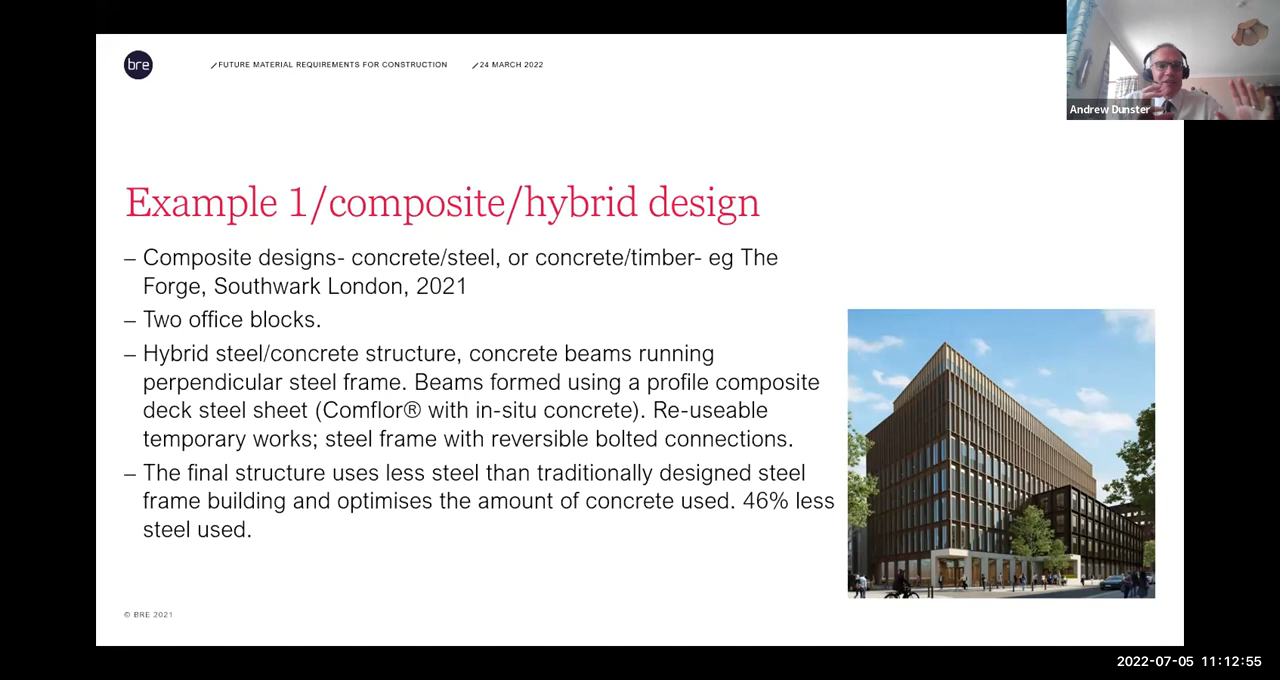 bre
FUTURE MATERIAL REQUIREMENTS FOR CONSTRUCTION
24 MARCH 2022
Andrew Dunster
Example 1/composite/hybrid design
– Composite designs- concrete/steel, or concrete/timber- eg The
Forge, Southwark London, 2021
– Two office blocks.
– Hybrid steel/concrete structure, concrete beams running
perpendicular steel frame. Beams formed using a profile composite
deck steel sheet (Comflor® with in-situ concrete). Re-useable
temporary works; steel frame with reversible bolted connections.
– The final structure uses less steel than traditionally designed steel
frame building and optimises the amount of concrete used. 46% less
steel used.
© BRE 2021
2022-07-05 11:12:55